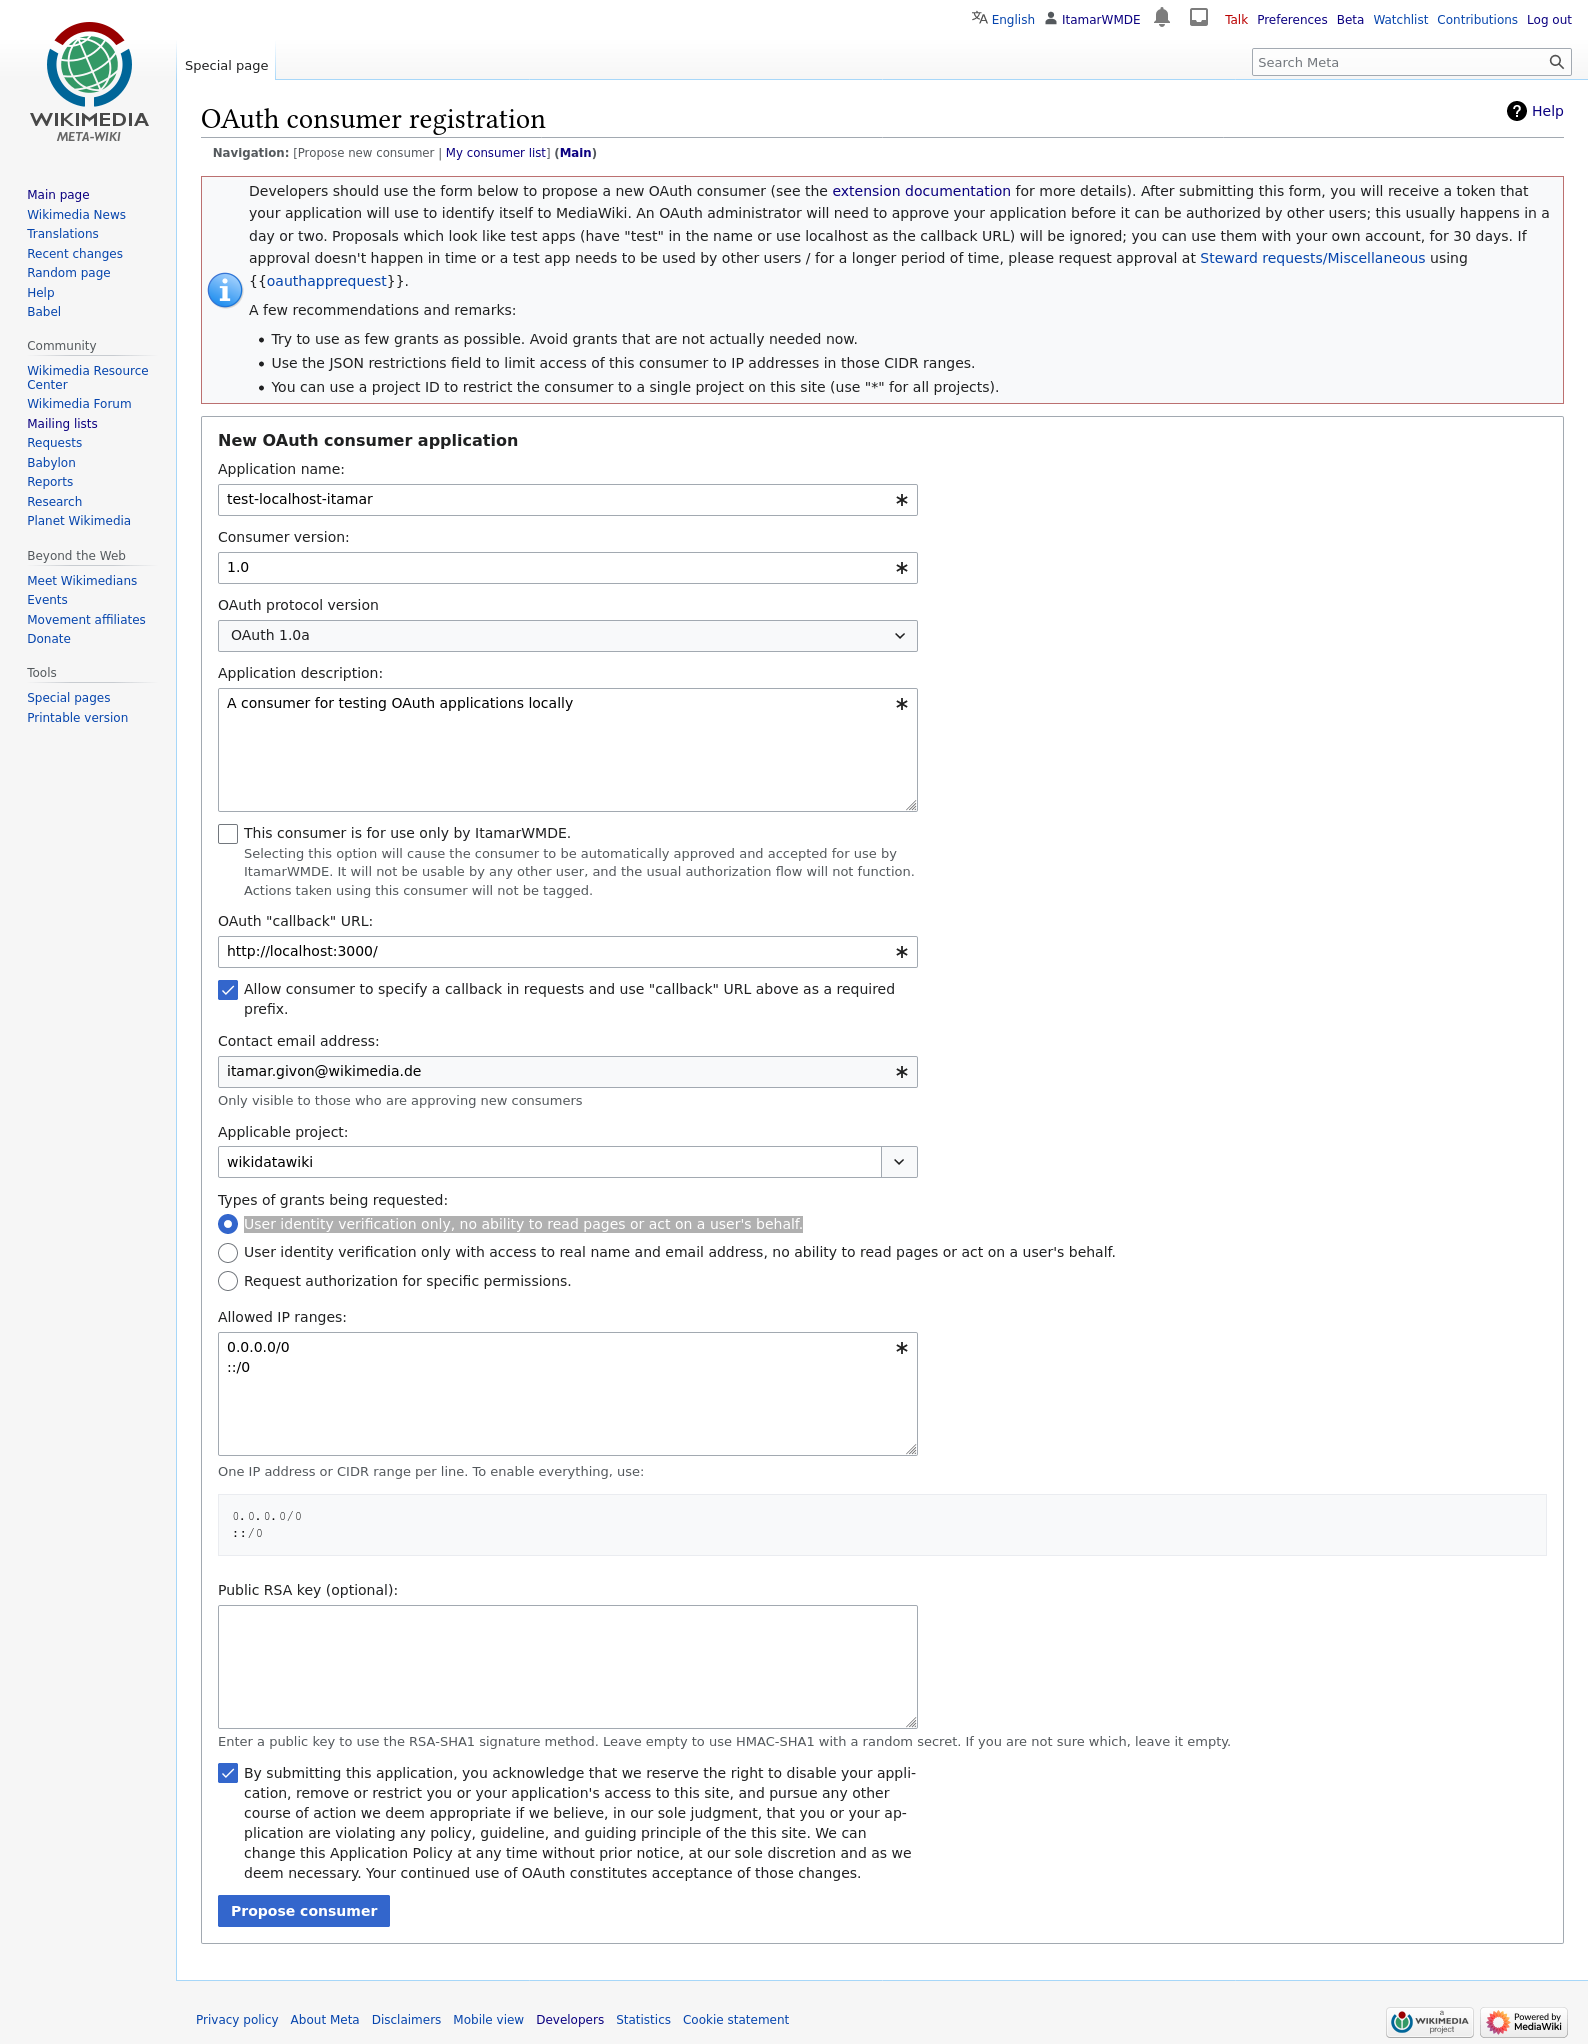 English ItamarWMDE Talk Preferences Beta Watchlist Contributions Log out
WIKIMEDIA
META-WIKI
Special page
Search Meta
Main page
Wikimedia News
Translations
Recent changes
Random page
Help
Babel
Community
Wikimedia Resource
Center
Wikimedia Forum
Mailing lists
Requests
Babylon
Reports
Research
Planet Wikimedia
Beyond the Web
Meet Wikimedians
Events
Movement affiliates
Donate
Tools
Special pages
Printable version
OAuth consumer registration
Help
Navigation: [Propose new consumer | My consumer list] (Main)
Developers should use the form below to propose a new OAuth consumer (see the extension documentation for more details). After submitting this form, you will receive a token that
your application will use to identify itself to MediaWiki. An OAuth administrator will need to approve your application before it can be authorized by other users; this usually happens in a
day or two. Proposals which look like test apps (have "test" in the name or use localhost as the callback URL) will be ignored; you can use them with your own account, for 30 days. If
approval doesn't happen in time or a test app needs to be used by other users / for a longer period of time, please request approval at Steward requests/Miscellaneous using
{{oauthapprequest}}.
A few recommendations and remarks:
• Try to use as few grants as possible. Avoid grants that are not actually needed now.
• Use the JSON restrictions field to limit access of this consumer to IP addresses in those CIDR ranges.
• You can use a project ID to restrict the consumer to a single project on this site (use "*" for all projects).
New OAuth consumer application
Application name:
test-localhost-itamar *
Consumer version:
1.0 *
OAuth protocol version
OAuth 1.0a
Application description:
A consumer for testing OAuth applications locally *
This consumer is for use only by ItamarWMDE.
Selecting this option will cause the consumer to be automatically approved and accepted for use by
ItamarWMDE. It will not be usable by any other user, and the usual authorization flow will not function.
Actions taken using this consumer will not be tagged.
OAuth "callback" URL:
http://localhost:3000/ *
Allow consumer to specify a callback in requests and use "callback" URL above as a required
prefix.
Contact email address:
itamar.givon@wikimedia.de *
Only visible to those who are approving new consumers
Applicable project:
wikidatawiki
Types of grants being requested:
User identity verification only, no ability to read pages or act on a user's behalf.
User identity verification only with access to real name and email address, no ability to read pages or act on a user's behalf.
Request authorization for specific permissions.
Allowed IP ranges:
0.0.0.0/0 *
::/0
One IP address or CIDR range per line. To enable everything, use:
0.0.0.0/0
::/0
Public RSA key (optional):
Enter a public key to use the RSA-SHA1 signature method. Leave empty to use HMAC-SHA1 with a random secret. If you are not sure which, leave it empty.
By submitting this application, you acknowledge that we reserve the right to disable your appli-
cation, remove or restrict you or your application's access to this site, and pursue any other
course of action we deem appropriate if we believe, in our sole judgment, that you or your ap-
plication are violating any policy, guideline, and guiding principle of the this site. We can
change this Application Policy at any time without prior notice, at our sole discretion and as we
deem necessary. Your continued use of OAuth constitutes acceptance of those changes.
Propose consumer
Privacy policy About Meta Disclaimers Mobile view Developers Statistics Cookie statement
a
WIKIMEDIA
project
Powered by
MediaWiki